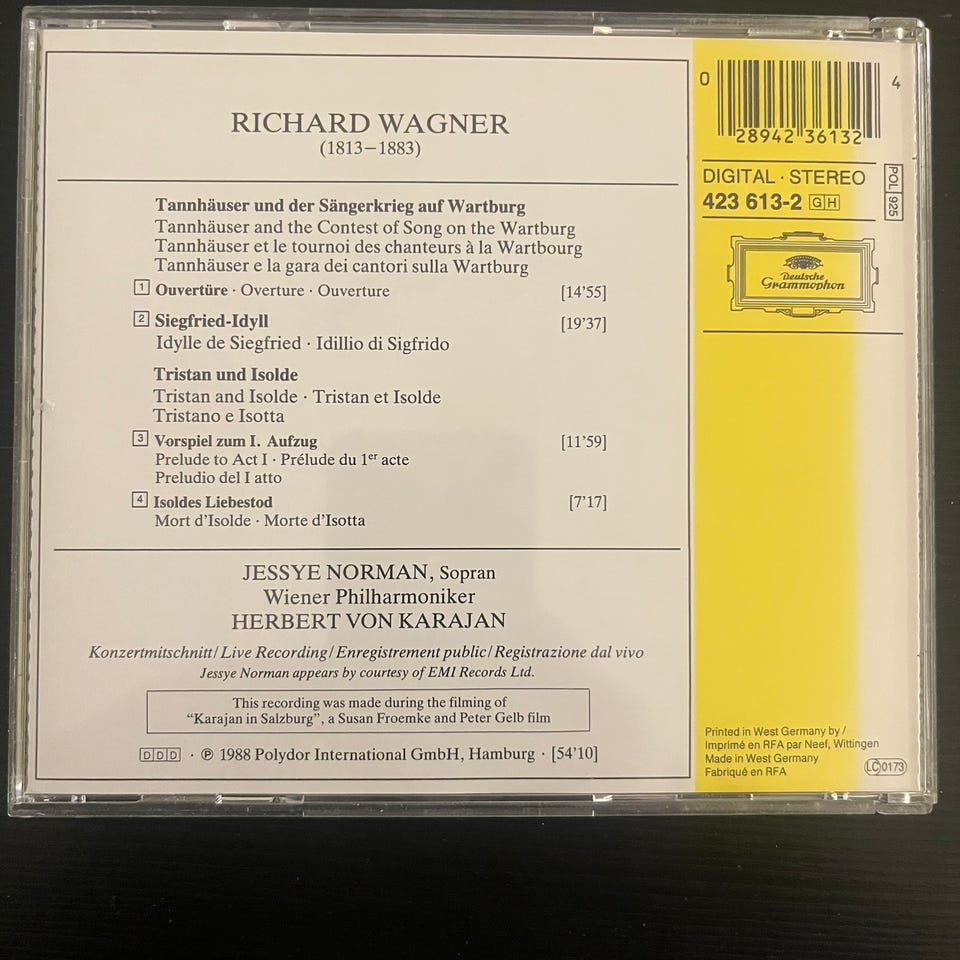 RICHARD WAGNER
(1813–1883)
Tannhäuser und der Sängerkrieg auf Wartburg
Tannhäuser and the Contest of Song on the Wartburg
Tannhäuser et le tournoi des chanteurs à la Wartbourg
Tannhäuser e la gara dei cantori sulla Wartburg
1 Ouvertüre · Overture · Ouverture [14'55]
2 Siegfried-Idyll [19'37]
Idylle de Siegfried · Idillio di Sigfrido
Tristan und Isolde
Tristan and Isolde · Tristan et Isolde
Tristano e Isotta
3 Vorspiel zum I. Aufzug [11'59]
Prelude to Act I · Prélude du 1er acte
Preludio del I atto
4 Isoldes Liebestod [7'17]
Mort d'Isolde · Morte d'Isotta
JESSYE NORMAN, Sopran
Wiener Philharmoniker
HERBERT VON KARAJAN
Konzertmitschnitt/Live Recording/Enregistrement public/Registrazione dal vivo
Jessye Norman appears by courtesy of EMI Records Ltd.
This recording was made during the filming of
"Karajan in Salzburg", a Susan Froemke and Peter Gelb film
DDD · ℗ 1988 Polydor International GmbH, Hamburg · [54'10]
0 28942 36132 4
DIGITAL · STEREO
423 613-2 GH
POL 925
Deutsche
Grammophon
Printed in West Germany by/
Imprimé en RFA par Neef, Wittingen
Made in West Germany
Fabriqué en RFA
LC 0173